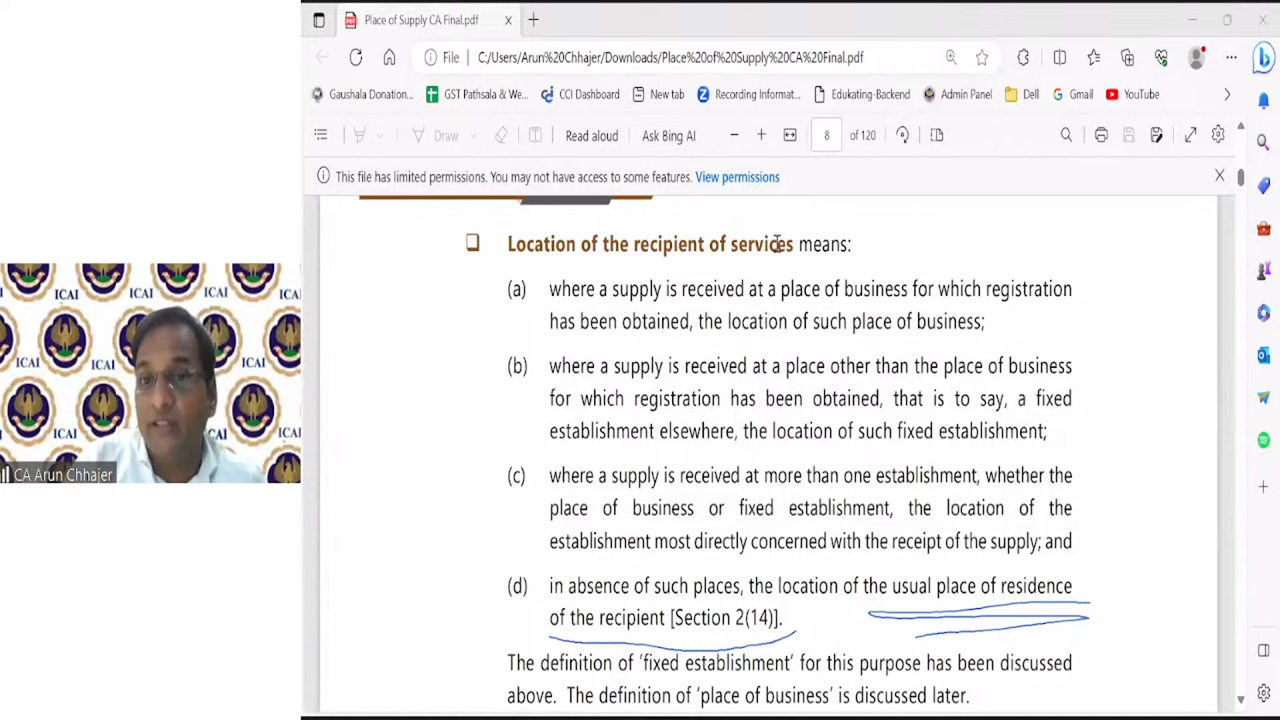 Place of Supply CA Final.pdf
File
C:/Users/Arun%20Chhajer/Downloads/Place%20of%20Supply%20CA%20Final.pdf
Gaushala Donation...
GST Pathsala & We...
CCI Dashboard
New tab
Recording Informat...
Edukating-Backend
Admin Panel
Dell
Gmail
YouTube
Draw
Read aloud
Ask Bing AI
8
of 120
This file has limited permissions. You may not have access to some features. View permissions
Location of the recipient of services means:
(a) where a supply is received at a place of business for which registration
has been obtained, the location of such place of business;
(b) where a supply is received at a place other than the place of business
for which registration has been obtained, that is to say, a fixed
establishment elsewhere, the location of such fixed establishment;
(c) where a supply is received at more than one establishment, whether the
place of business or fixed establishment, the location of the
establishment most directly concerned with the receipt of the supply; and
(d) in absence of such places, the location of the usual place of residence
of the recipient [Section 2(14)].
The definition of 'fixed establishment' for this purpose has been discussed
above. The definition of 'place of business' is discussed later.
ICAI
ICAI
ICAI
ICAI
ICAI
ICAI
CA Arun Chhajer